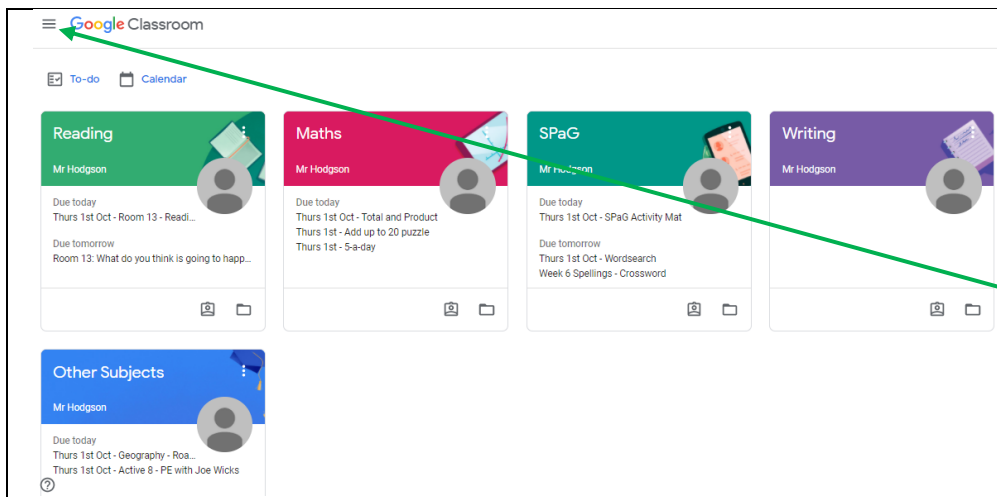 Google Classroom
To-do Calendar
Reading
Mr Hodgson
Due today
Thurs 1st Oct - Room 13 - Readi...
Due tomorrow
Room 13: What do you think is going to happ...
Maths
Mr Hodgson
Due today
Thurs 1st Oct - Total and Product
Thurs 1st - Add up to 20 puzzle
Thurs 1st - 5-a-day
SPaG
Mr Hodgson
Due today
Thurs 1st Oct - SPaG Activity Mat
Due tomorrow
Thurs 1st Oct - Wordsearch
Week 6 Spellings - Crossword
Writing
Mr Hodgson
Other Subjects
Mr Hodgson
Due today
Thurs 1st Oct - Geography - Roa...
Thurs 1st Oct - Active 8 - PE with Joe Wicks